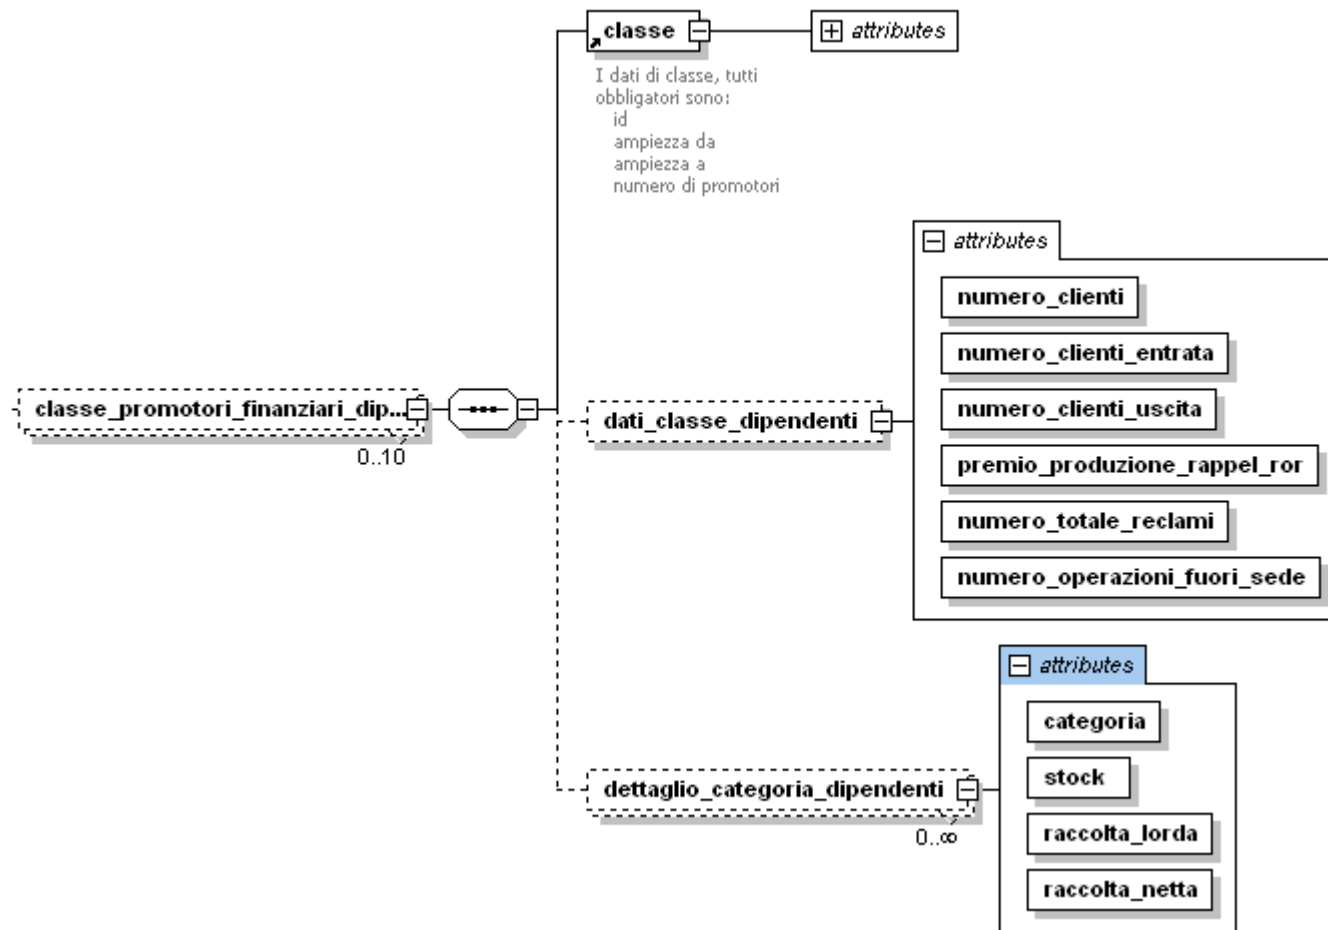 classe
attributes
I dati di classe, tutti
obbligatori sono:
id
ampiezza da
ampiezza a
numero di promotori
attributes
numero_clienti
numero_clienti_entrata
numero_clienti_uscita
premio_produzione_rappel_ror
numero_totale_reclami
numero_operazioni_fuori_sede
classe_promotori_finanziari_dip...
0..10
dati_classe_dipendenti
attributes
categoria
stock
raccolta_lorda
raccolta_netta
dettaglio_categoria_dipendenti
0..∞